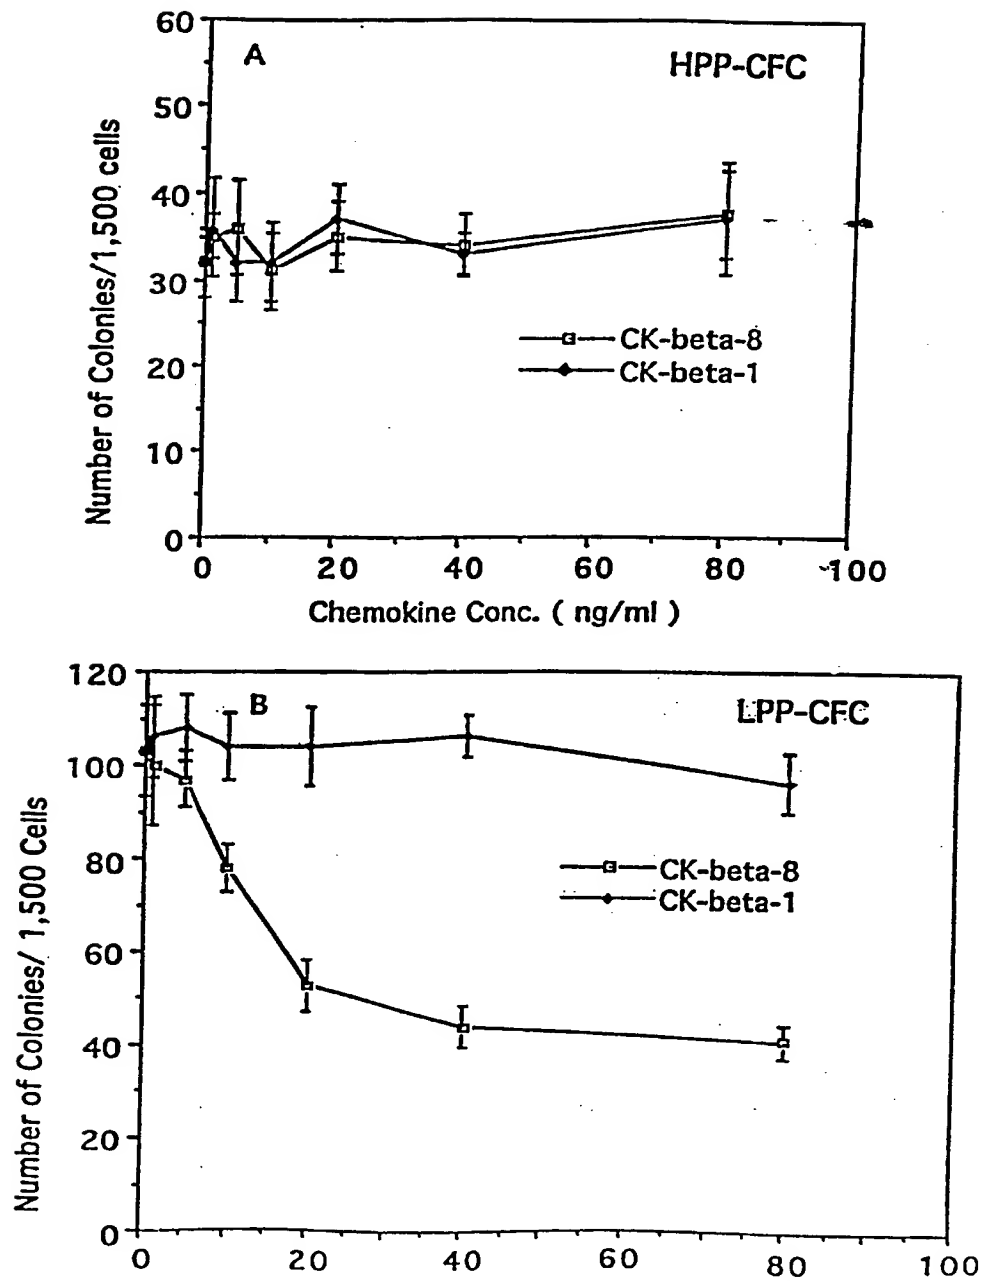 60
A
HPP-CFC
50
40
30
20
10
0
Number of Colonies/1,500 cells
CK-beta-8
CK-beta-1
0 20 40 60 80 100
Chemokine Conc. ( ng/ml )
120
B
LPP-CFC
100
80
60
40
20
0
Number of Colonies/ 1,500 Cells
CK-beta-8
CK-beta-1
0 20 40 60 80 100